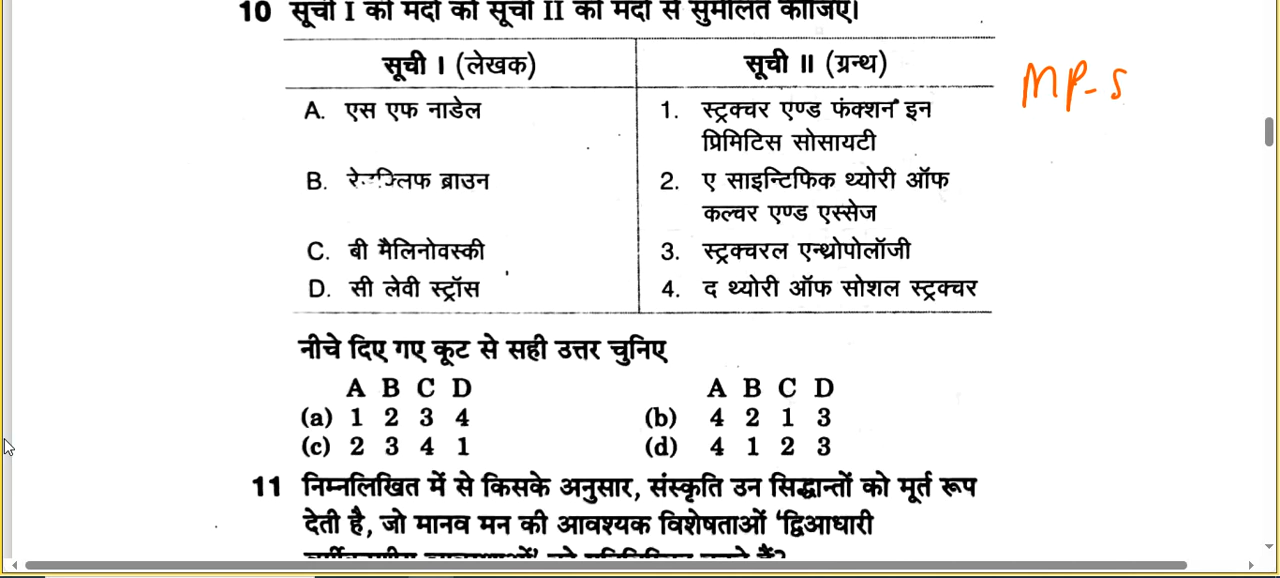 10 सूची I की मदों को सूची II की मदों से सुमेलित कीजिए।
सूची I (लेखक) सूची II (ग्रन्थ)
MP-S
A. एस एफ नाडेल 1. स्ट्रक्चर एण्ड फंक्शन इन
प्रिमिटिस सोसायटी
B. रेडक्लिफ ब्राउन 2. ए साइन्टिफिक थ्योरी ऑफ
कल्चर एण्ड एस्सेज
C. बी मैलिनोवस्की 3. स्ट्रक्चरल एन्थ्रोपोलॉजी
D. सी लेवी स्ट्रॉस 4. द थ्योरी ऑफ सोशल स्ट्रक्चर
नीचे दिए गए कूट से सही उत्तर चुनिए
A B C D A B C D
(a) 1 2 3 4 (b) 4 2 1 3
(c) 2 3 4 1 (d) 4 1 2 3
11 निम्नलिखित में से किसके अनुसार, संस्कृति उन सिद्धान्तों को मूर्त रूप
देती है, जो मानव मन की आवश्यक विशेषताओं 'द्विआधारी